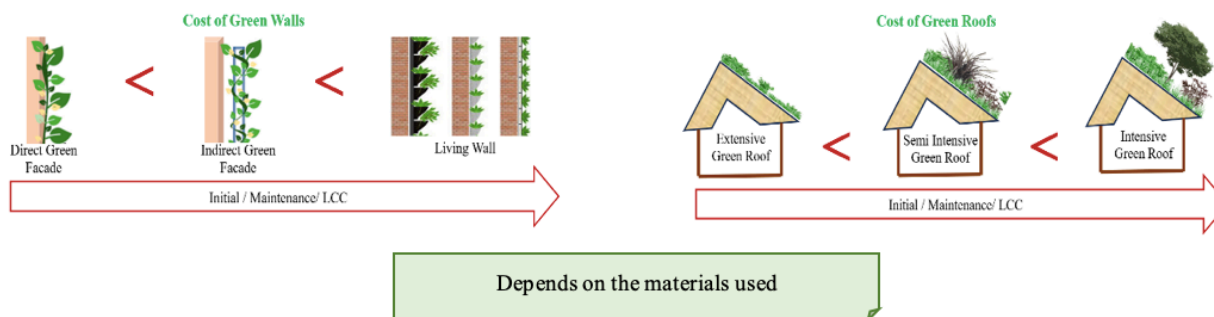 Cost of Green Walls
<
<
Direct Green
Facade
Indirect Green
Facade
Living Wall
Initial / Maintenance/ LCC
Cost of Green Roofs
Extensive
Green Roof
<
Semi Intensive
Green Roof
<
Intensive
Green Roof
Initial / Maintenance/ LCC
Depends on the materials used